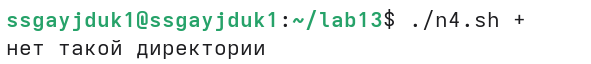 ssgayjduk1@ssgayjduk1:~/lab13$ ./n4.sh +
нет такой директории